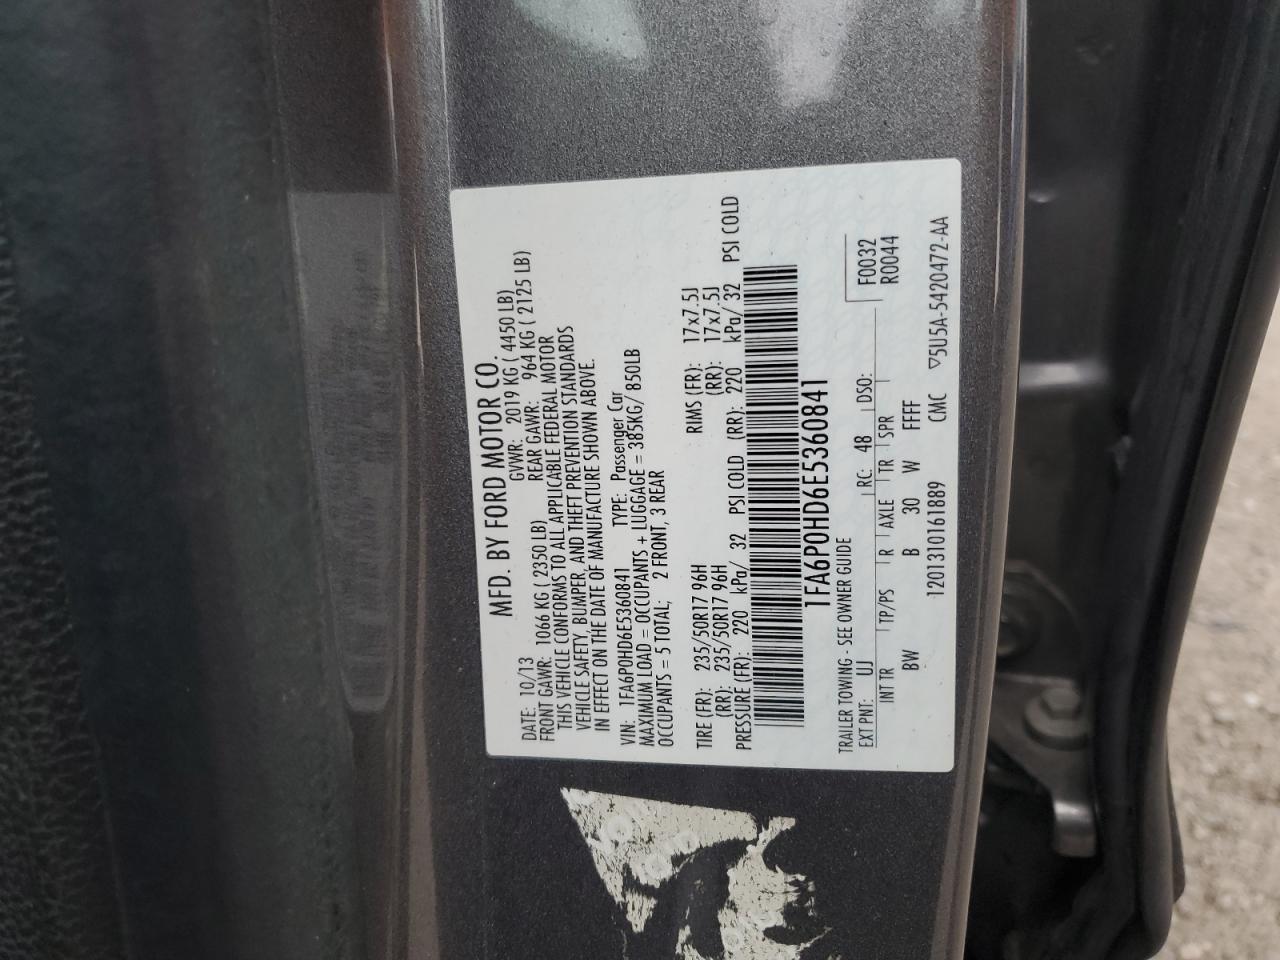 MFD. BY FORD MOTOR CO.
DATE: 10/13 GVWR: 2019 KG ( 4450 LB)
FRONT GAWR: 1066 KG ( 2350 LB) REAR GAWR: 964 KG ( 2125 LB)
THIS VEHICLE CONFORMS TO ALL APPLICABLE FEDERAL MOTOR
VEHICLE SAFETY, BUMPER, AND THEFT PREVENTION STANDARDS
IN EFFECT ON THE DATE OF MANUFACTURE SHOWN ABOVE.
VIN: 1FA6P0HD6E5360841 TYPE: Passenger Car
MAXIMUM LOAD = OCCUPANTS + LUGGAGE = 385KG/850LB
OCCUPANTS = 5 TOTAL; 2 FRONT, 3 REAR
TIRE (FR): 235/50R17 96H RIMS (FR): 17x7.5J
(RR): 235/50R17 96H (RR): 17x7.5J
PRESSURE (FR): 220 kPa/ 32 PSI COLD (RR): 220 kPa/ 32 PSI COLD
1FA6P0HD6E5360841
TRAILER TOWING - SEE OWNER GUIDE F0032
EXT PNT: UJ RC: 48 DSO: R0044
INT TR TP/PS R AXLE TR SPR
BW B 30 W FFFF
1201310161889 CMC ▽5U5A-5420472-AA